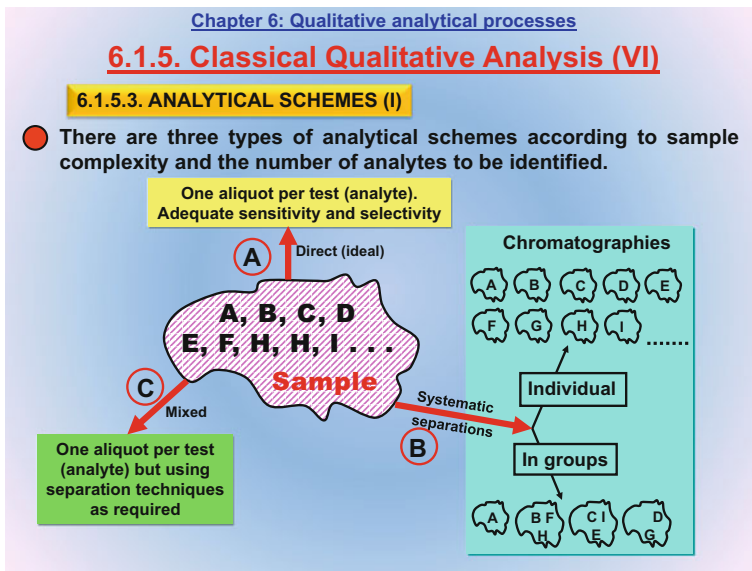 Chapter 6: Qualitative analytical processes
6.1.5. Classical Qualitative Analysis (VI)
6.1.5.3. ANALYTICAL SCHEMES (I)
There are three types of analytical schemes according to sample
complexity and the number of analytes to be identified.
One aliquot per test (analyte).
Adequate sensitivity and selectivity
A
Direct (ideal)
A, B, C, D
E, F, H, H, I . . .
Sample
C
Mixed
One aliquot per test
(analyte) but using
separation techniques
as required
Systematic
separations
B
Chromatographies
A B C D E
F G H I .......
Individual
In groups
A B F C I D
H E G